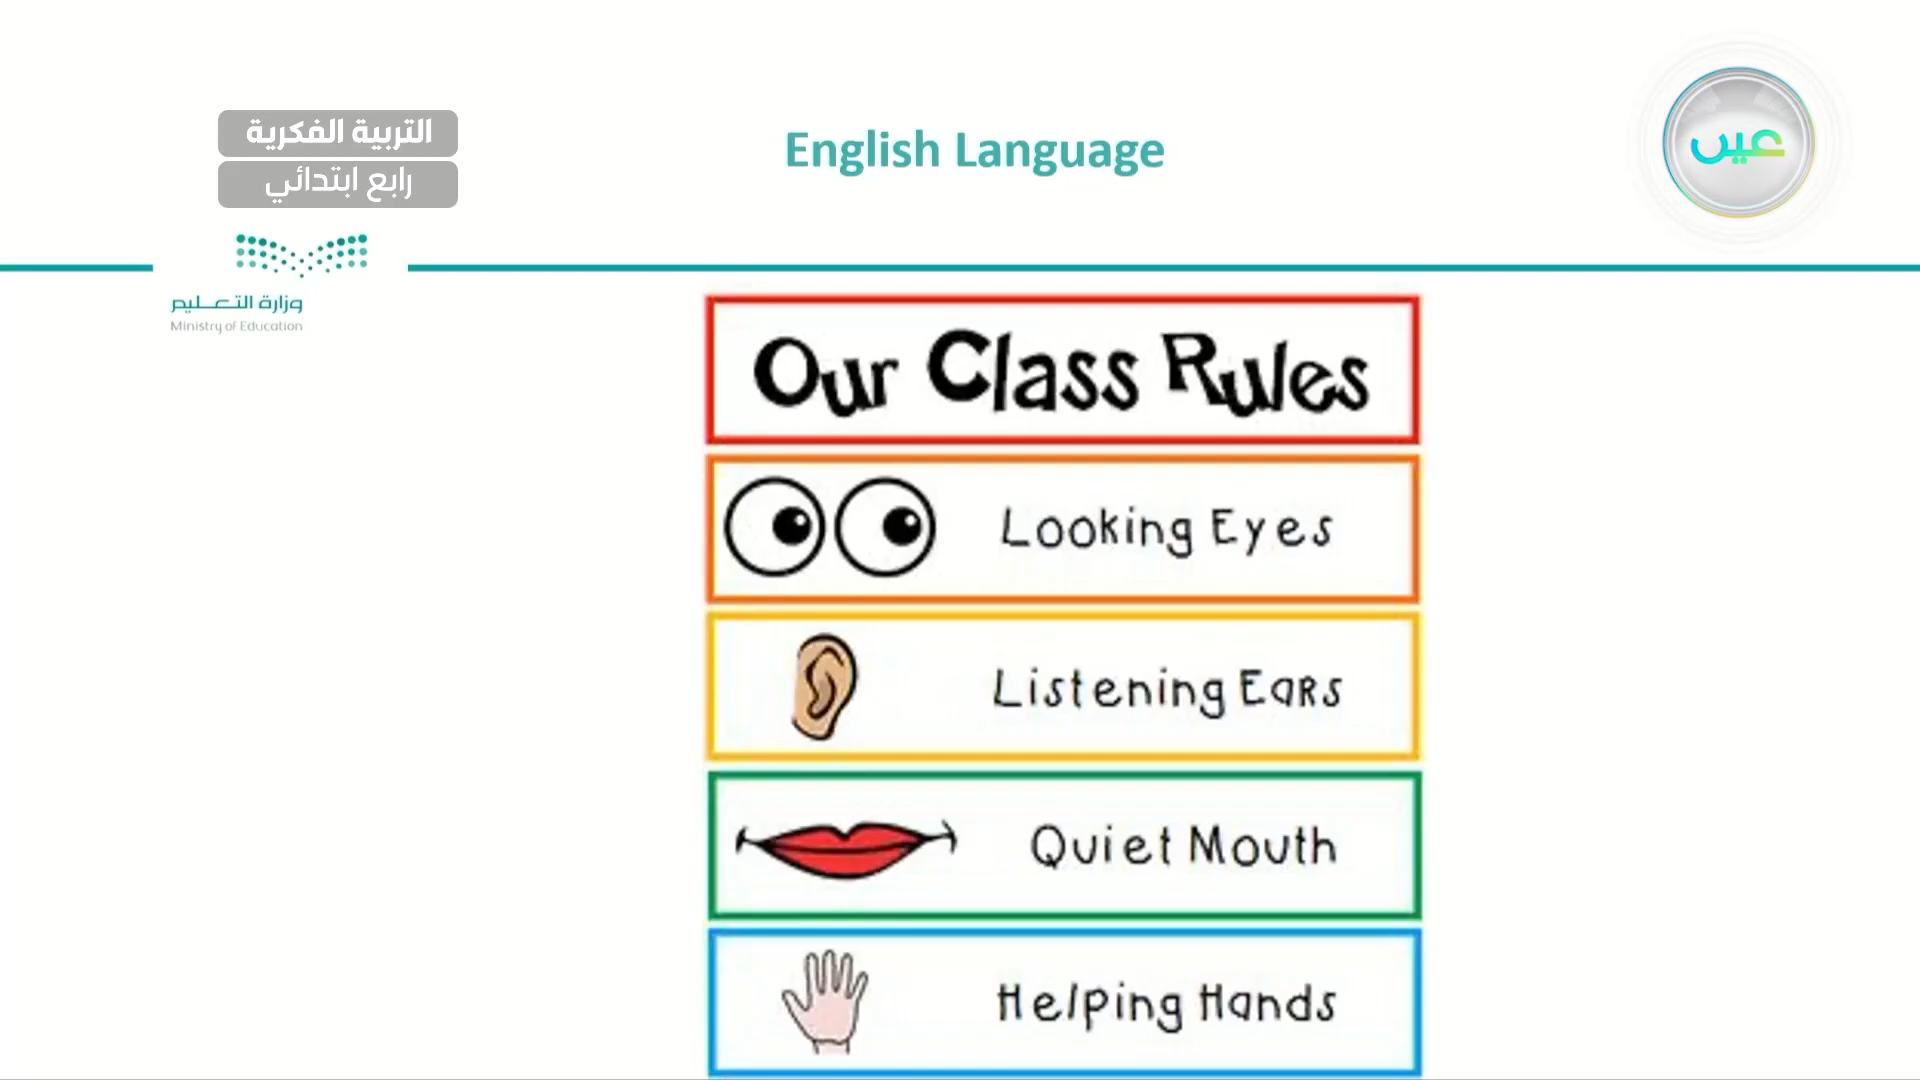 التربية الفكرية
رابع ابتدائي
English Language
عين
وزارة التعليم
Ministry of Education
Our Class Rules
Looking Eyes
Listening Ears
Quiet Mouth
Helping Hands